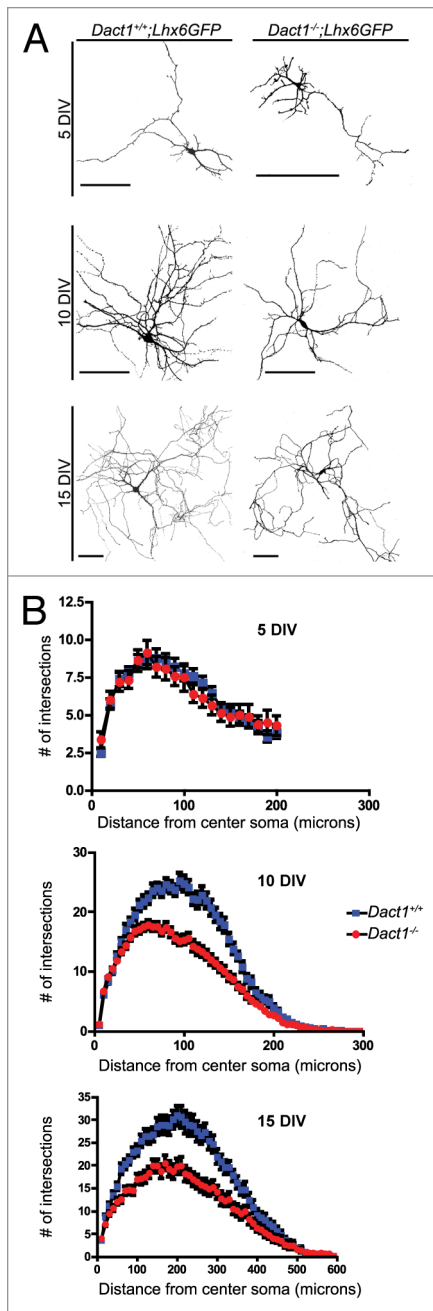 A
Dact1+/+;Lhx6GFP
Dact1-/-;Lhx6GFP
5 DIV
10 DIV
15 DIV
B
5 DIV
# of intersections
12.5
10.0
7.5
5.0
2.5
0.0
0
100
200
300
Distance from center soma (microns)
10 DIV
# of intersections
30
20
10
0
0
100
200
300
Distance from center soma (microns)
Dact1+/+
Dact1-/-
15 DIV
# of intersections
35
30
25
20
15
10
5
0
0
100
200
300
400
500
600
Distance from center soma (microns)